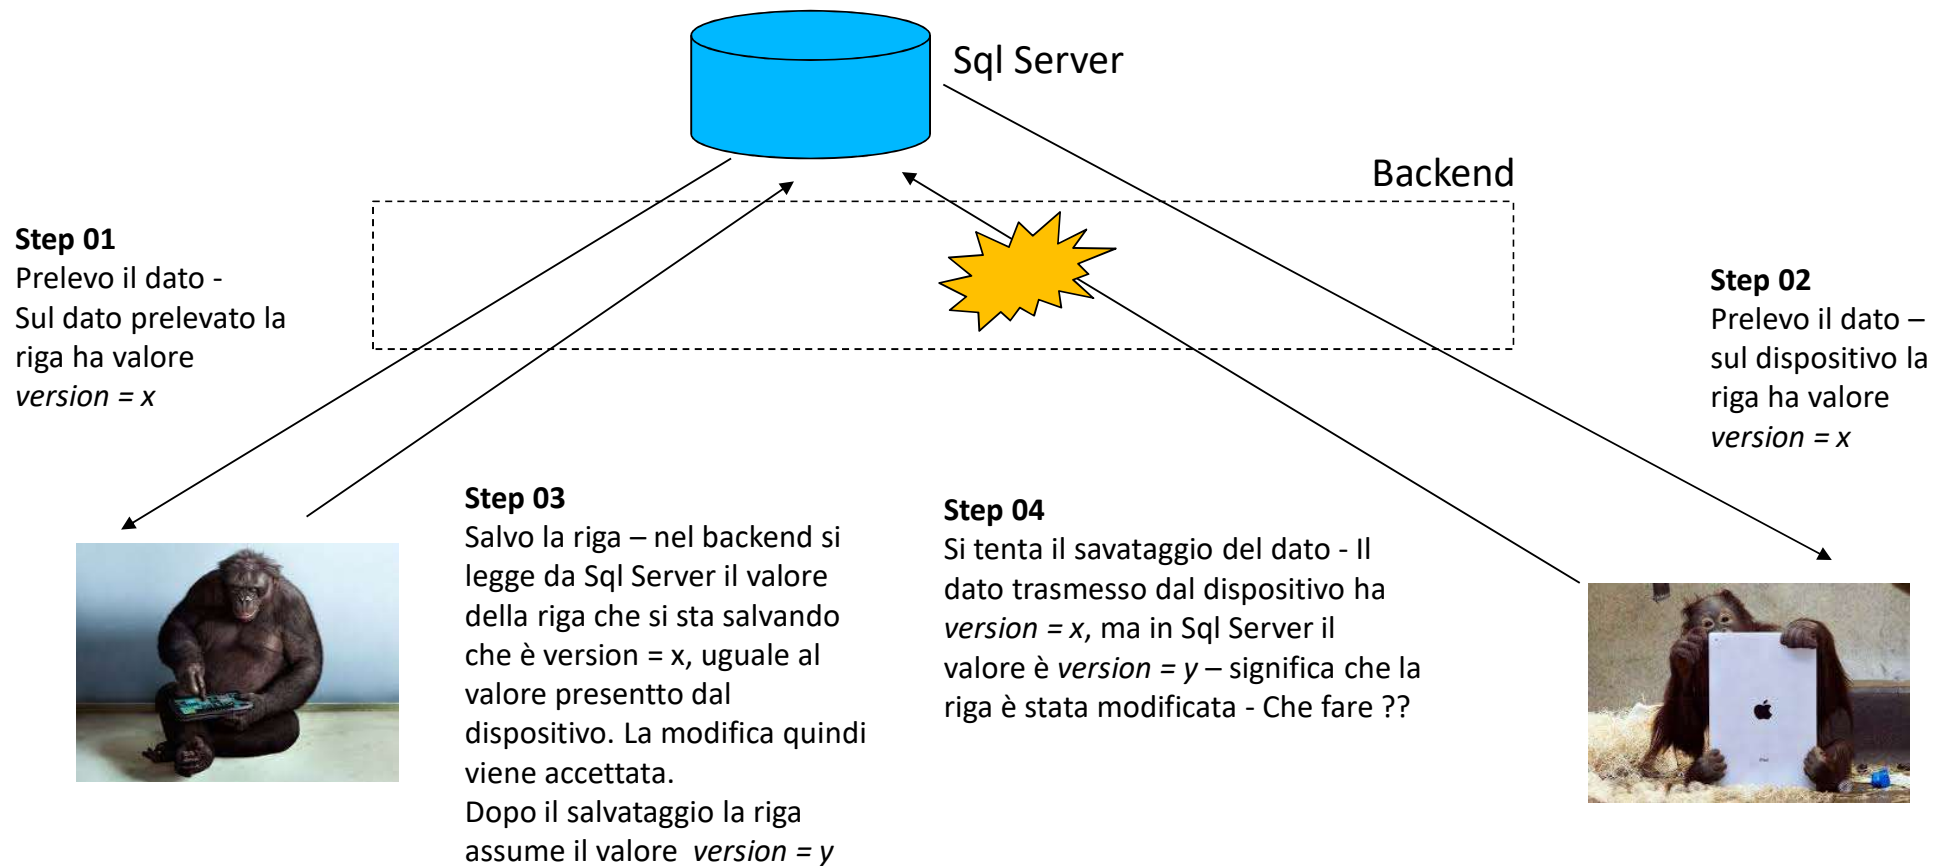 Sql Server
Backend
Step 01
Prelevo il dato -
Sul dato prelevato la
riga ha valore
version = x
Step 02
Prelevo il dato –
sul dispositivo la
riga ha valore
version = x
Step 03
Salvo la riga – nel backend si
legge da Sql Server il valore
della riga che si sta salvando
che è version = x, uguale al
valore presentto dal
dispositivo. La modifica quindi
viene accettata.
Dopo il salvataggio la riga
assume il valore version = y
Step 04
Si tenta il savataggio del dato - Il
dato trasmesso dal dispositivo ha
version = x, ma in Sql Server il
valore è version = y – significa che la
riga è stata modificata - Che fare ??
iPad